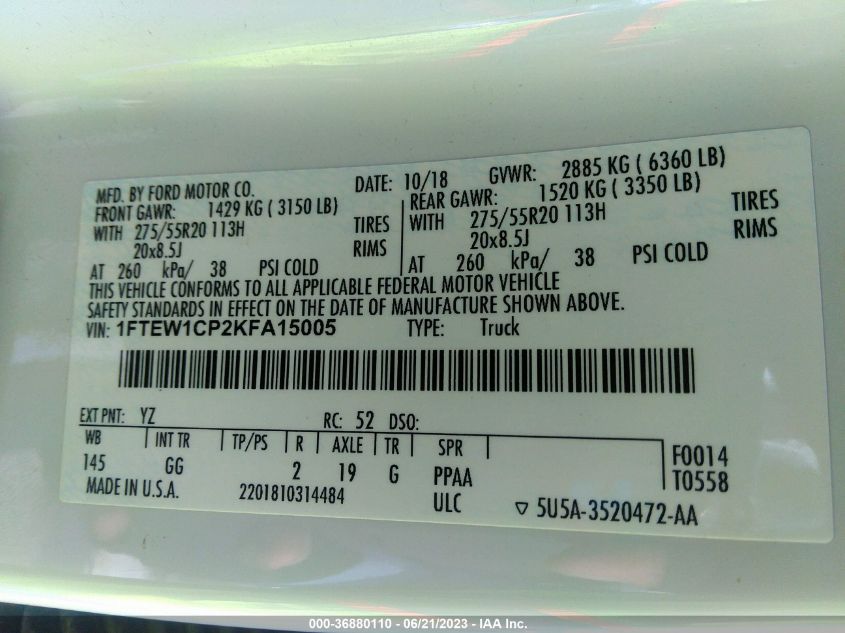 MFD. BY FORD MOTOR CO.
DATE: 10/18 GVWR: 2885 KG ( 6360 LB)
FRONT GAWR: 1429 KG ( 3150 LB)
WITH 275/55R20 113H TIRES
20x8.5J RIMS
AT 260 kPa/ 38 PSI COLD
REAR GAWR: 1520 KG ( 3350 LB)
WITH 275/55R20 113H TIRES
20x8.5J RIMS
AT 260 kPa/ 38 PSI COLD
THIS VEHICLE CONFORMS TO ALL APPLICABLE FEDERAL MOTOR VEHICLE
SAFETY STANDARDS IN EFFECT ON THE DATE OF MANUFACTURE SHOWN ABOVE.
VIN: 1FTEW1CP2KFA15005 TYPE: Truck
EXT PNT: YZ RC: 52 DSO:
WB INT TR TP/PS R AXLE TR SPR
145 GG 2 19 G PPAA
F0014
T0558
MADE IN U.S.A. 2201810314484 ULC
▽ 5U5A-3520472-AA
000-36880110 - 06/21/2023 - IAA Inc.